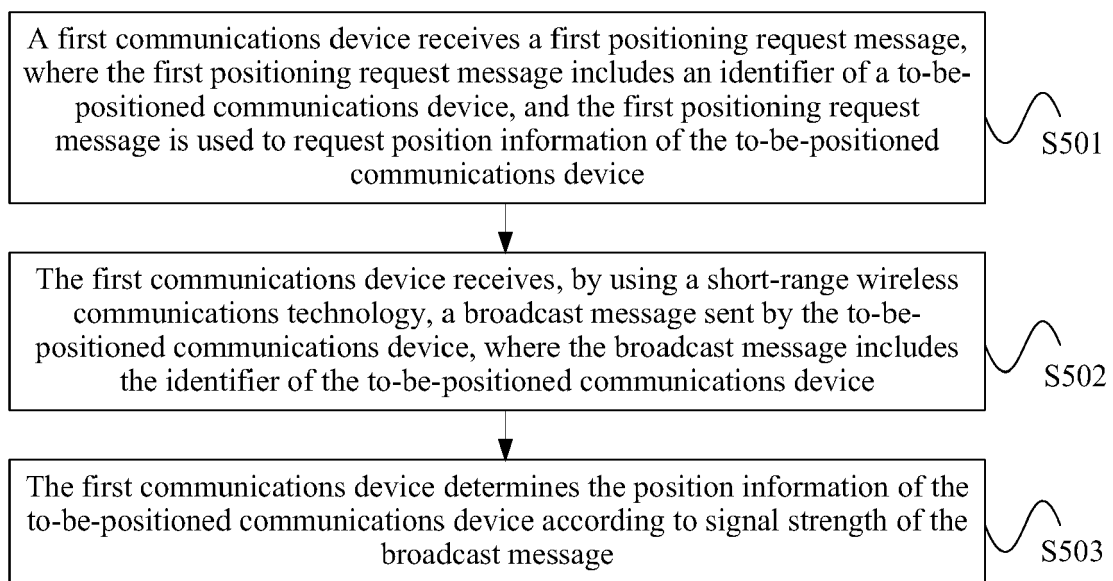 A first communications device receives a first positioning request message,
where the first positioning request message includes an identifier of a to-be-
positioned communications device, and the first positioning request
message is used to request position information of the to-be-positioned
communications device
S501
The first communications device receives, by using a short-range wireless
communications technology, a broadcast message sent by the to-be-
positioned communications device, where the broadcast message includes
the identifier of the to-be-positioned communications device
S502
The first communications device determines the position information of the
to-be-positioned communications device according to signal strength of the
broadcast message
S503